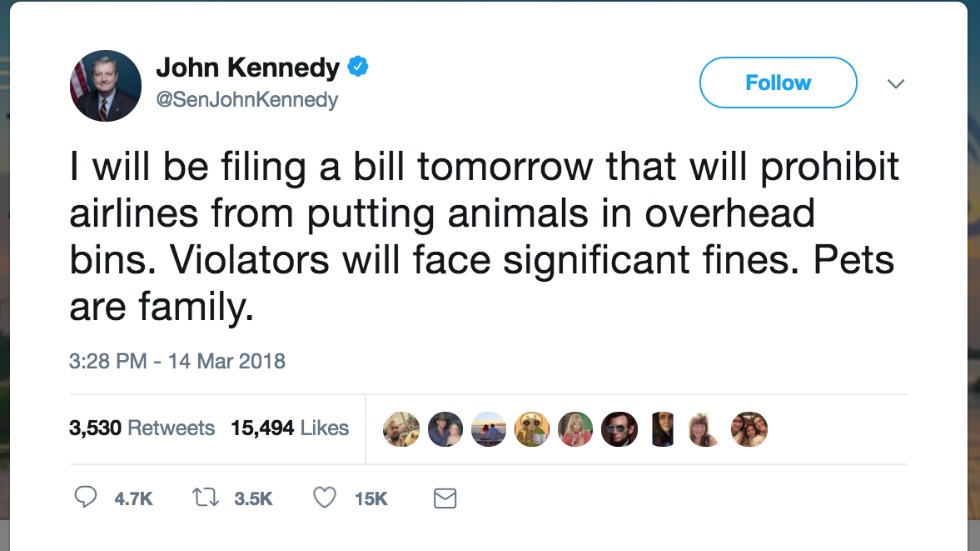 John Kennedy
@SenJohnKennedy
Follow
I will be filing a bill tomorrow that will prohibit
airlines from putting animals in overhead
bins. Violators will face significant fines. Pets
are family.
3:28 PM - 14 Mar 2018
3,530 Retweets 15,494 Likes
4.7K 3.5K 15K